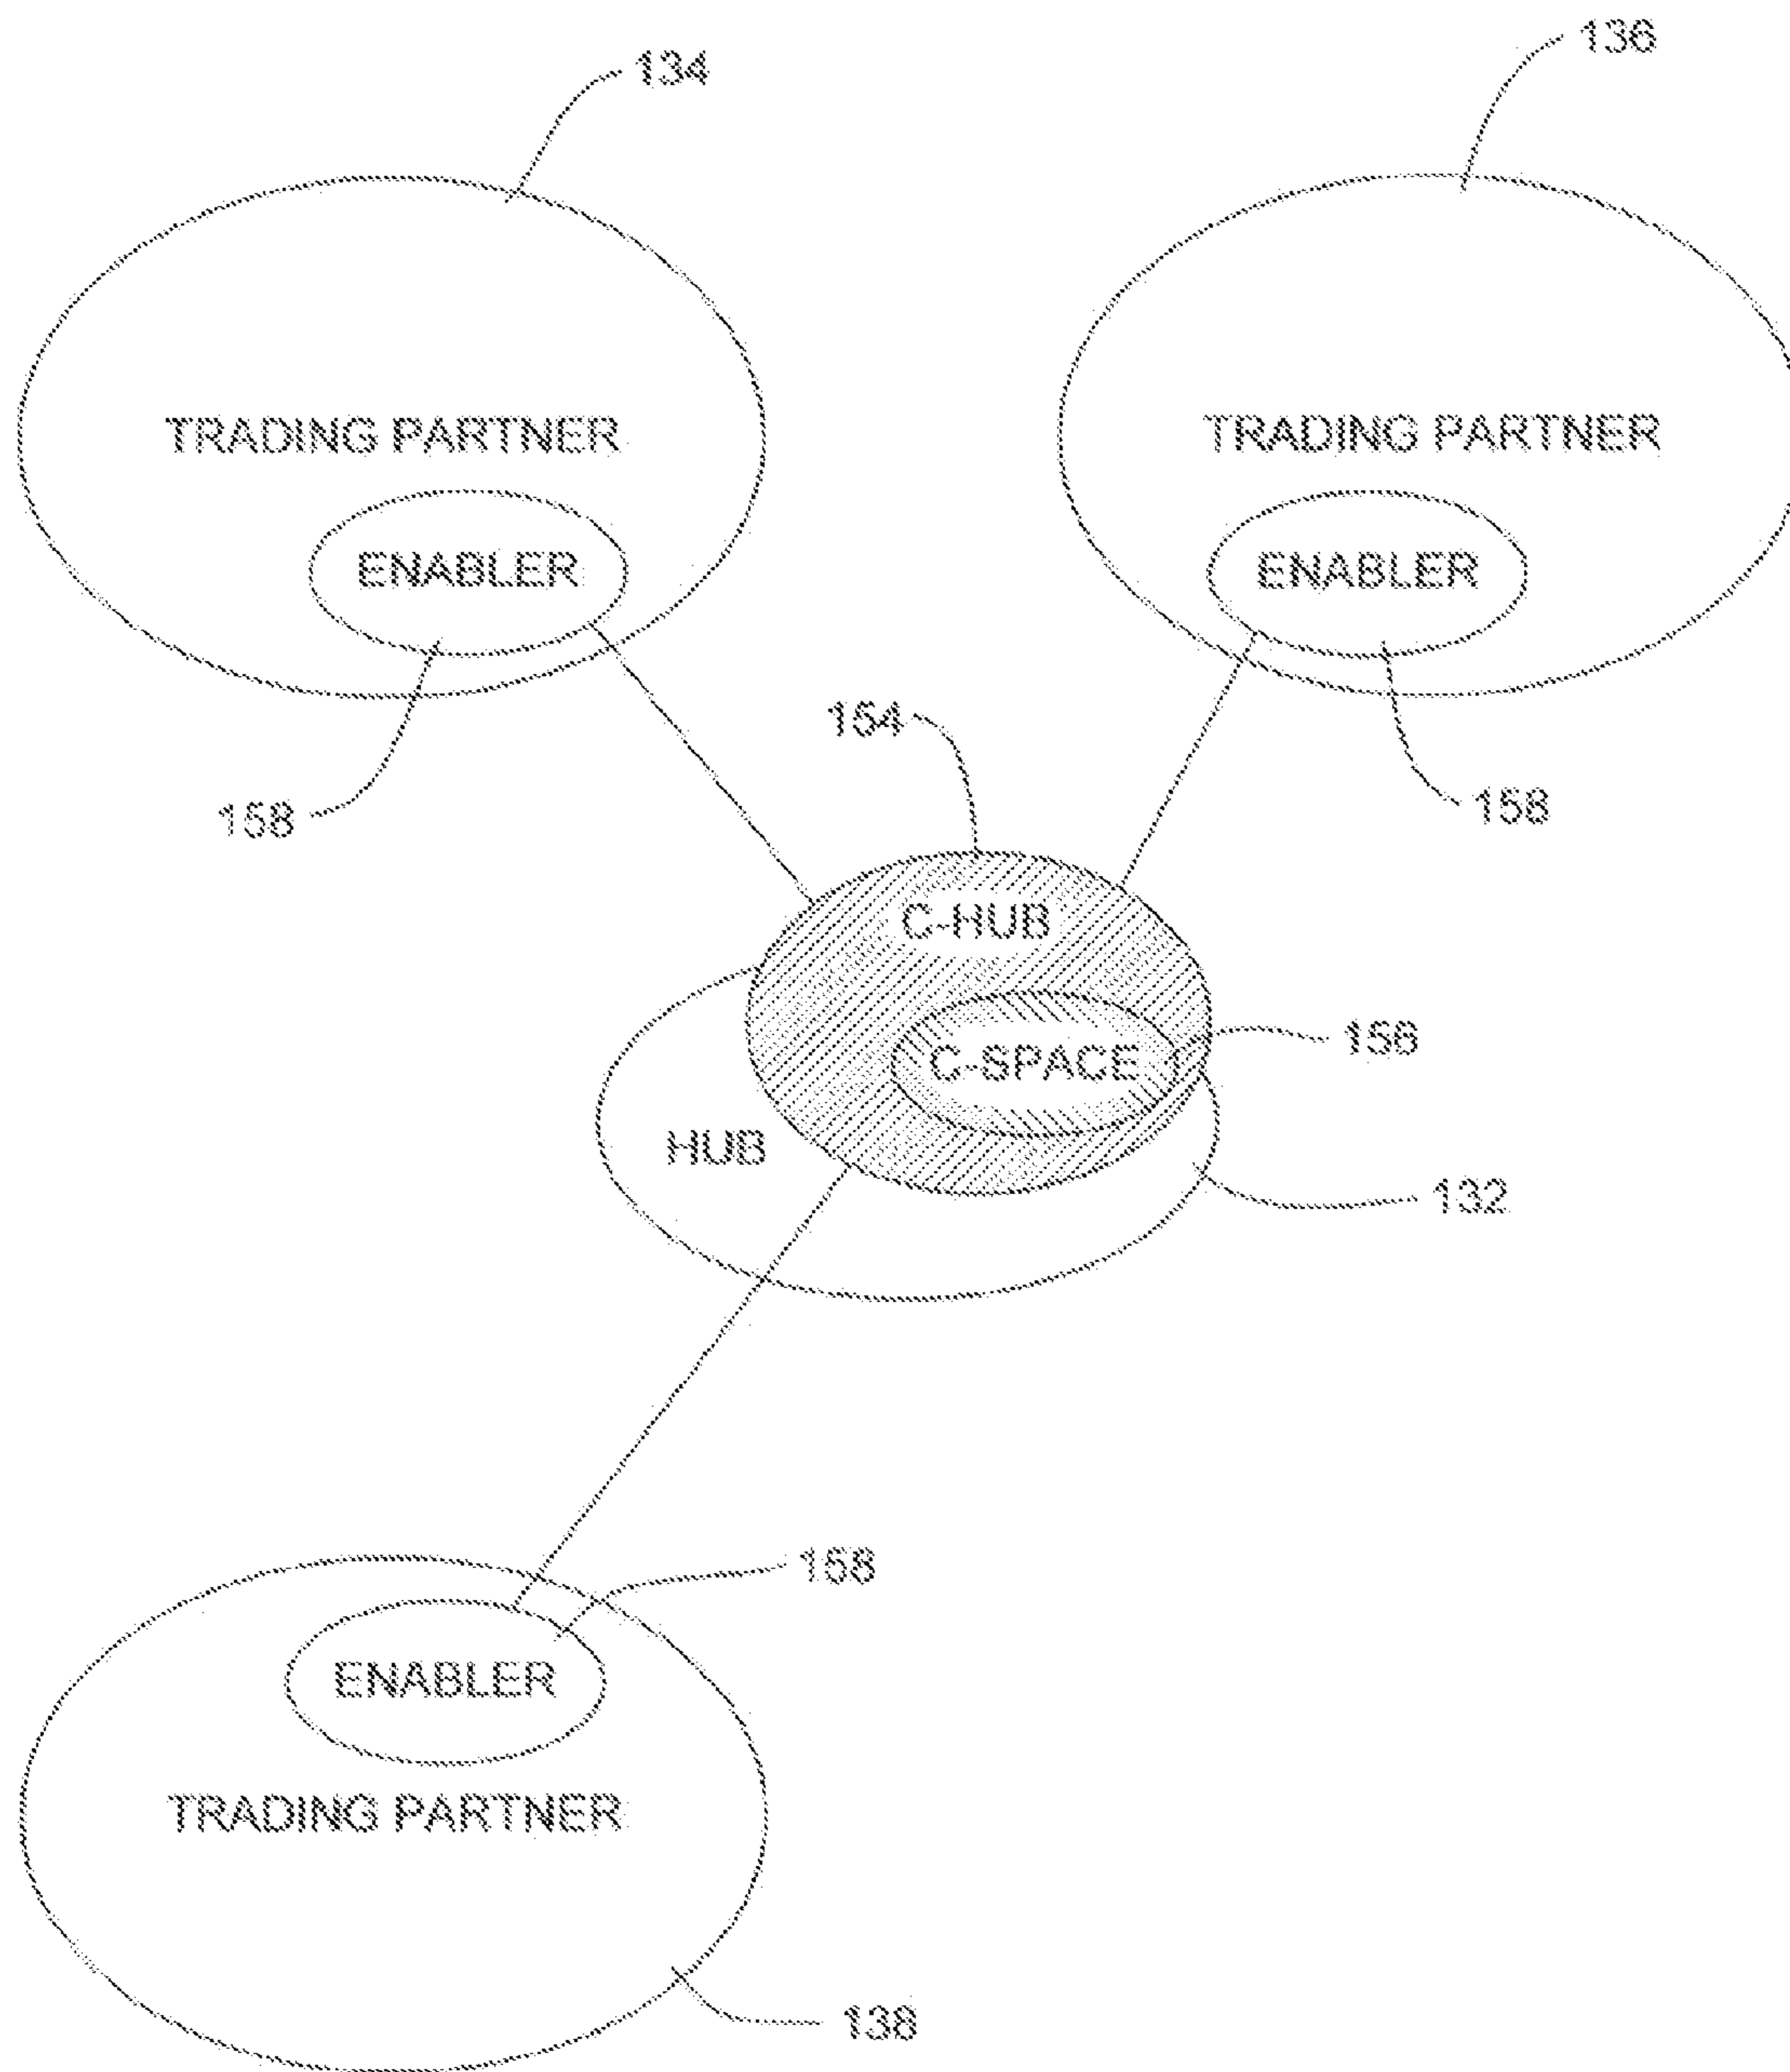 136
134
TRADING PARTNER
TRADING PARTNER
ENABLER
ENABLER
154
158
158
C-HUB
156
C-SPACE
HUB
132
158
ENABLER
TRADING PARTNER
138